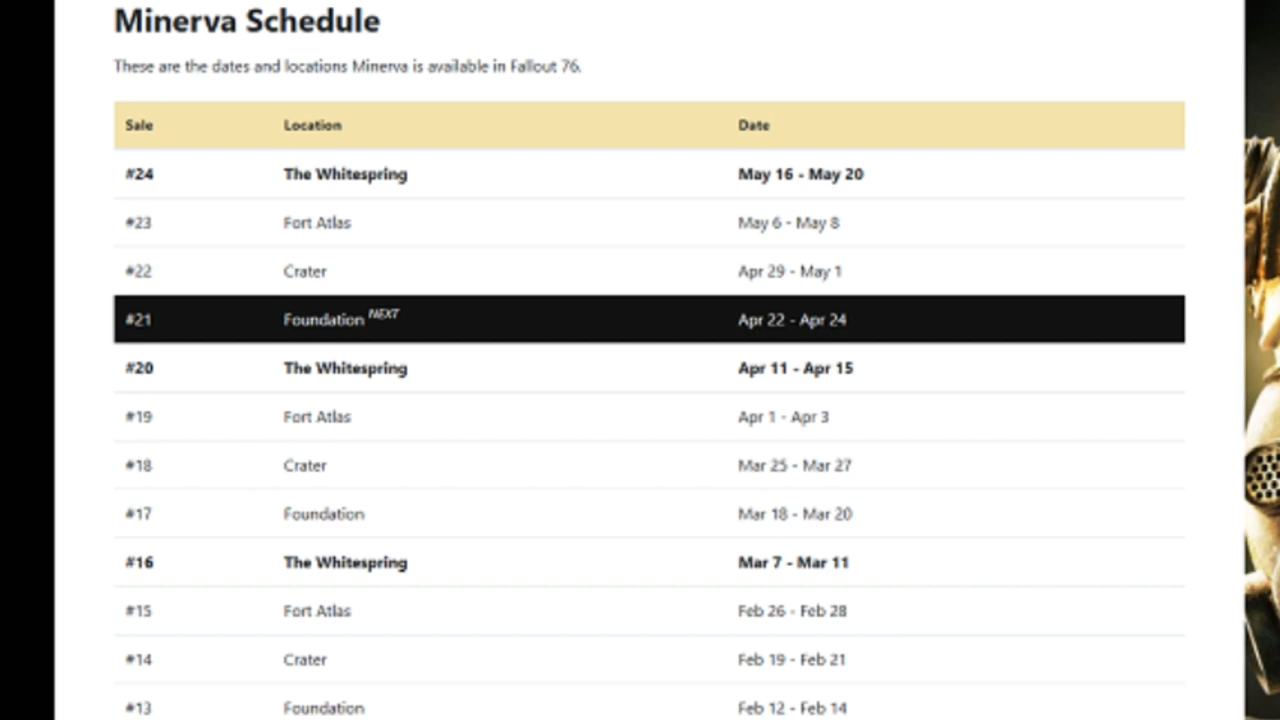 Minerva Schedule
These are the dates and locations Minerva is available in Fallout 76.
Sale Location Date
#24 The Whitespring May 16 - May 20
#23 Fort Atlas May 6 - May 8
#22 Crater Apr 29 - May 1
#21 Foundation NEXT Apr 22 - Apr 24
#20 The Whitespring Apr 11 - Apr 15
#19 Fort Atlas Apr 1 - Apr 3
#18 Crater Mar 25 - Mar 27
#17 Foundation Mar 18 - Mar 20
#16 The Whitespring Mar 7 - Mar 11
#15 Fort Atlas Feb 26 - Feb 28
#14 Crater Feb 19 - Feb 21
#13 Foundation Feb 12 - Feb 14